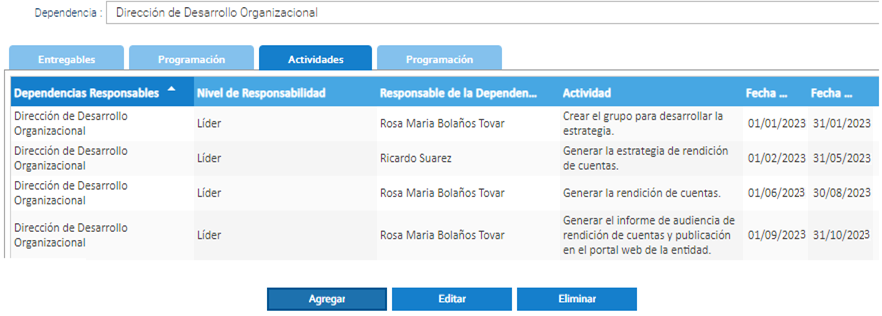 Dependencia : Dirección de Desarrollo Organizacional
Entregables Programación Actividades Programación
Dependencias Responsables Nivel de Responsabilidad Responsable de la Dependen... Actividad Fecha ... Fecha ...
Dirección de Desarrollo Organizacional Líder Rosa Maria Bolaños Tovar Crear el grupo para desarrollar la estrategia. 01/01/2023 31/01/2023
Dirección de Desarrollo Organizacional Líder Ricardo Suarez Generar la estrategia de rendición de cuentas. 01/02/2023 31/05/2023
Dirección de Desarrollo Organizacional Líder Rosa Maria Bolaños Tovar Generar la rendición de cuentas. 01/06/2023 30/08/2023
Dirección de Desarrollo Organizacional Líder Rosa Maria Bolaños Tovar Generar el informe de audiencia de rendición de cuentas y publicación en el portal web de la entidad. 01/09/2023 31/10/2023
Agregar Editar Eliminar